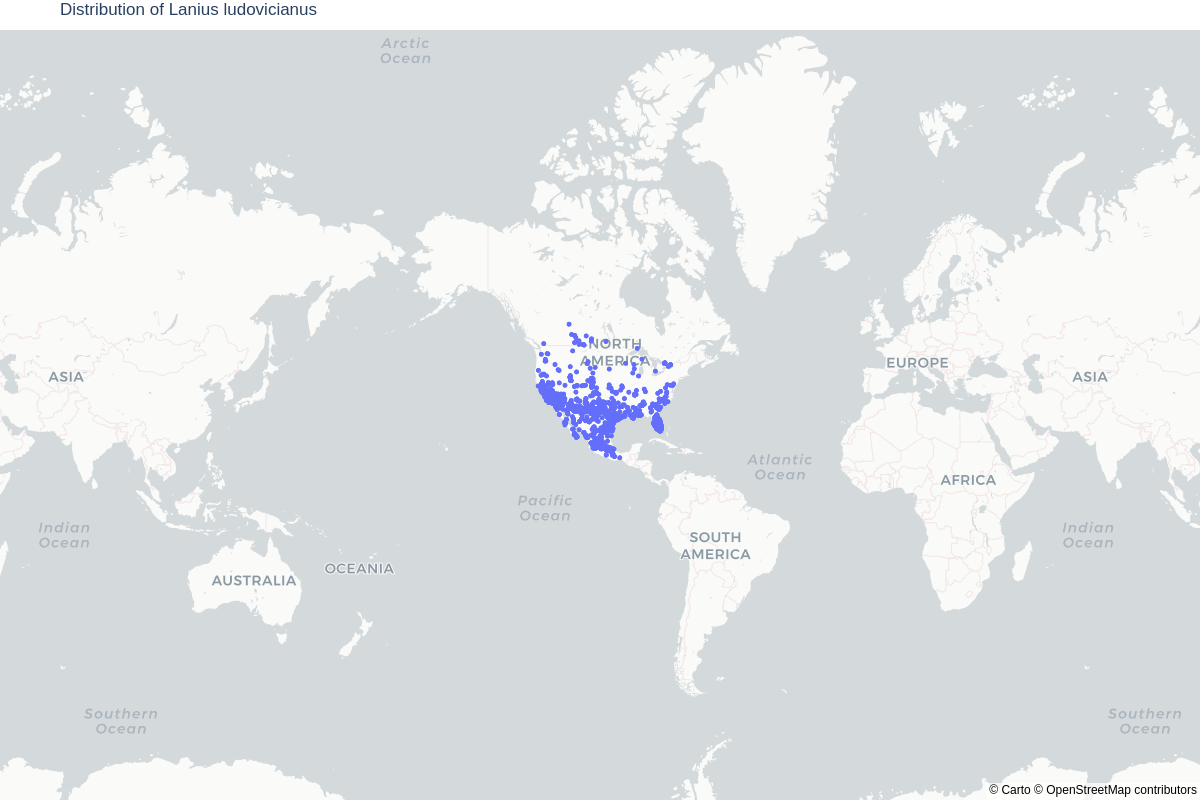 Distribution of Lanius ludovicianus
Arctic
Ocean
NORTH
AMERICA
ASIA
EUROPE
ASIA
Atlantic
Ocean
AFRICA
Pacific
Ocean
Indian
Ocean
Indian
Ocean
SOUTH
AMERICA
AUSTRALIA
OCEANIA
Southern
Ocean
Southern
Ocean
© Carto © OpenStreetMap contributors